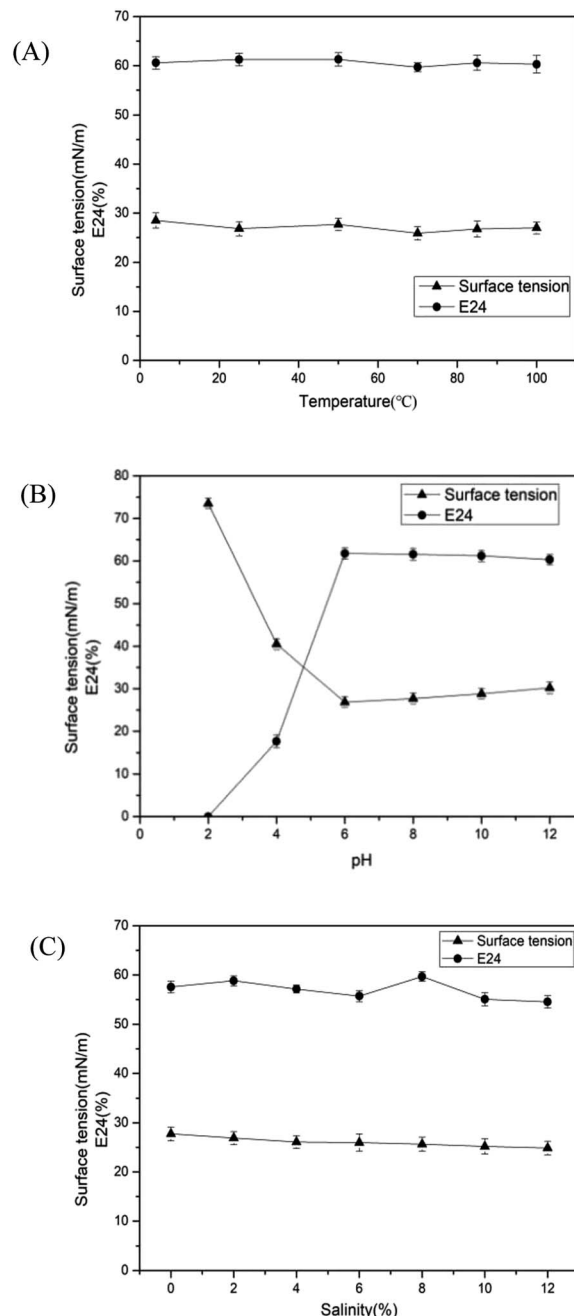 (A)
70
60
50
40
30
20
10
0
Surface tension(mN/m)
E24(%)
Surface tension
E24
0 20 40 60 80 100
Temperature(℃)
(B)
80
70
60
50
40
30
20
10
0
Surface tension(mN/m)
E24(%)
Surface tension
E24
0 2 4 6 8 10 12
pH
(C)
70
60
50
40
30
20
10
0
Surface tension(mN/m)
E24(%)
Surface tension
E24
0 2 4 6 8 10 12
Salinity(%)